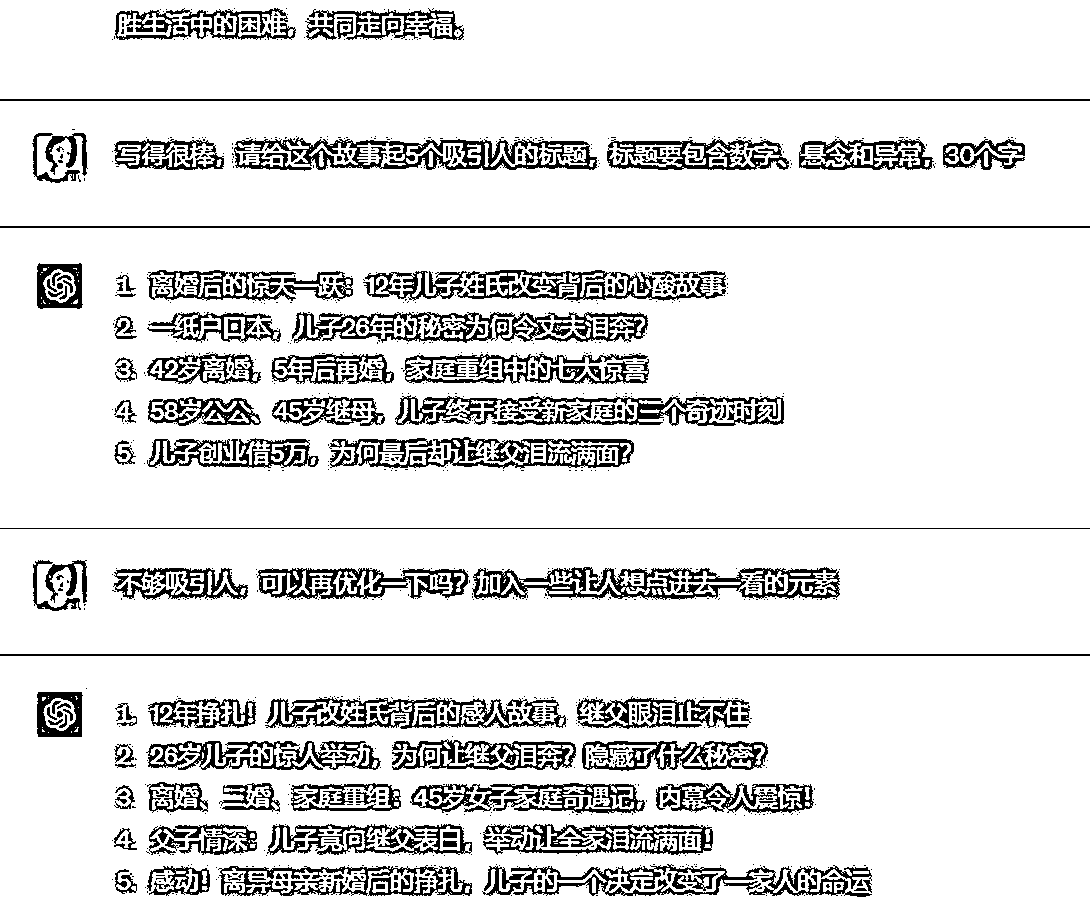 胜生活中的困难，共同走向幸福。
写得很棒，请给这个故事起5个吸引人的标题，标题要包含数字、悬念和异常，30个字
1. 离婚后的惊天一跃：12年儿子姓氏改变背后的心酸故事
2. 一纸户口本，儿子26年的秘密为何令丈夫泪奔？
3. 42岁离婚，5年后再婚，家庭重组中的七大惊喜
4. 58岁公公、45岁继母，儿子终于接受新家庭的三个奇迹时刻
5. 儿子创业借5万，为何最后却让继父泪流满面？
不够吸引人，可以再优化一下吗？加入一些让人想点进去一看的元素
1. 12年挣扎！儿子改姓氏背后的感人故事，继父眼泪止不住
2. 26岁儿子的惊人举动，为何让继父泪奔？隐藏了什么秘密？
3. 离婚、二婚、家庭重组：45岁女子家庭奇遇记，内幕令人震惊！
4. 父子情深：儿子竟向继父表白，举动让全家泪流满面！
5. 感动！离异母亲新婚后的挣扎，儿子的一个决定改变了一家人的命运